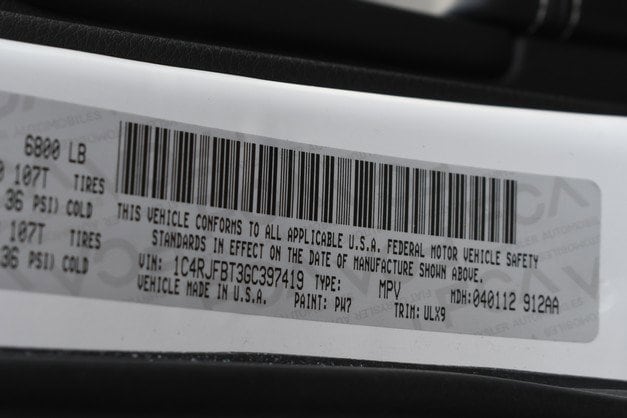 6800 LB
107T TIRES
36 PSI) COLD
107T TIRES
36 PSI) COLD
THIS VEHICLE CONFORMS TO ALL APPLICABLE U.S.A. FEDERAL MOTOR VEHICLE SAFETY
STANDARDS IN EFFECT ON THE DATE OF MANUFACTURE SHOWN ABOVE.
VIN: 1C4RJFBT3GC397419 TYPE: MPV MDH:040112 912AA
VEHICLE MADE IN U.S.A. PAINT: PW7 TRIM: ULX9